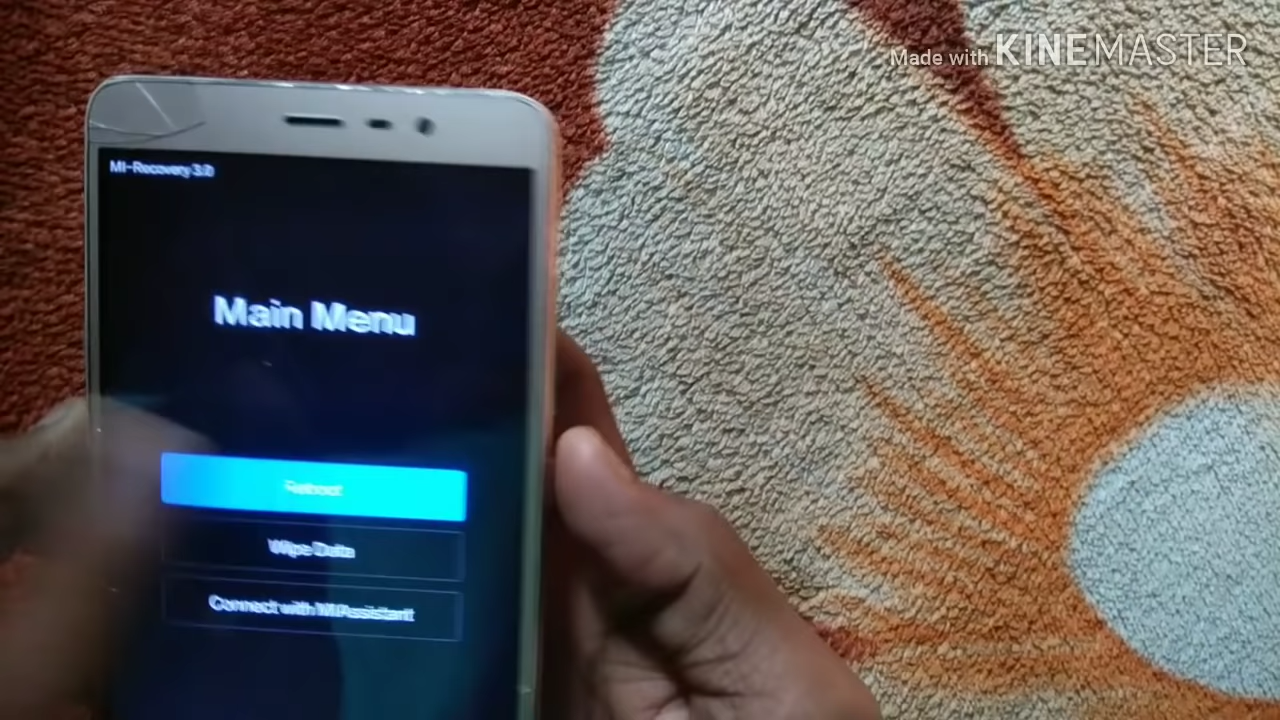 Made with KINEMASTER
MI-Recovery 3.0
Main Menu
Reboot
Wipe Data
Connect with MIAssistant